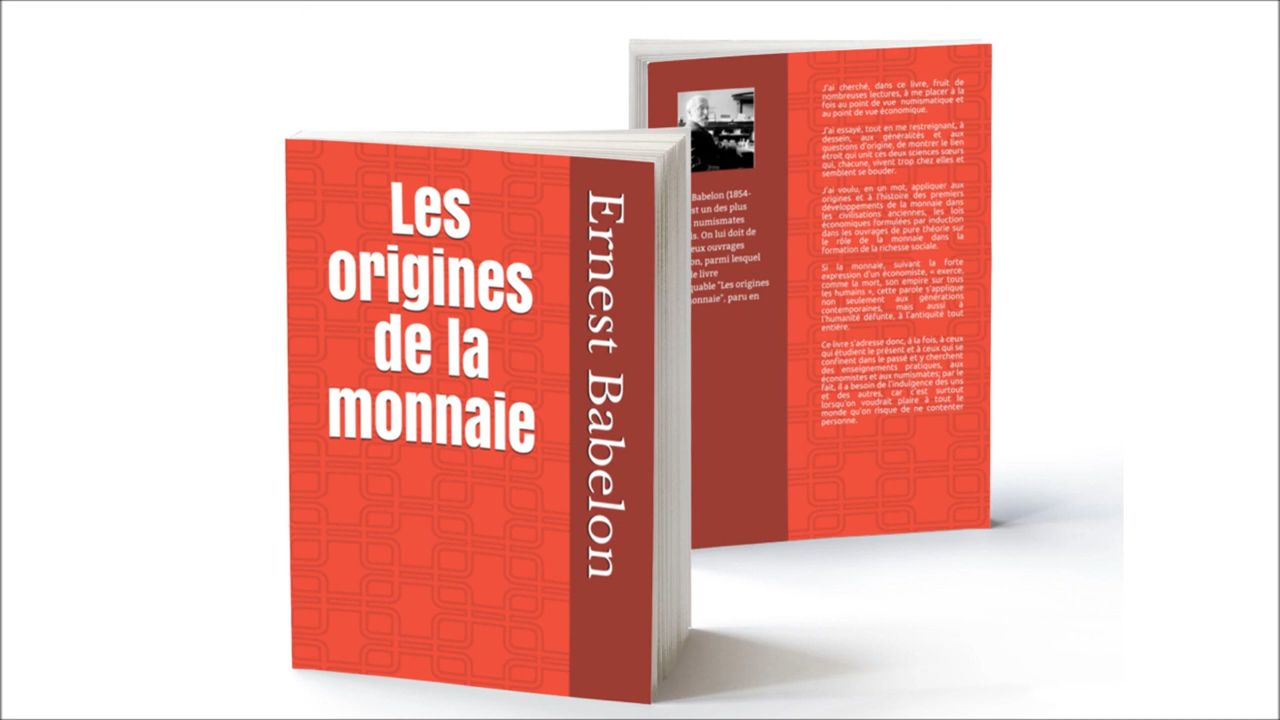 Les
origines
de la
monnaie
Ernest Babelon
Babelon (1854-
un des plus
numismates
On lui doit de
ouvrages
parmi lesquel
le livre
"Les origines
paru en
J'ai cherché, dans ce livre, fruit de
nombreuses lectures, à me placer à la
fois au point de vue numismatique et
au point de vue économique.
J'ai essayé, tout en me restreignant, à
dessein, aux généralités et aux
questions d'origine, de montrer le lien
étroit qui unit ces deux sciences sœurs
qui, chacune, vivent trop chez elles et
semblent se bouder.
J'ai voulu, en un mot, appliquer aux
origines et à l'histoire des premiers
développements de la monnaie dans
les civilisations anciennes, les lois
économiques formulées par induction
dans les ouvrages de pure théorie sur
le rôle de la monnaie dans la
formation de la richesse sociale.
Si la monnaie, suivant la forte
expression d'un économiste, « exerce,
comme la mort, son empire sur tous
les humains », cette parole s'applique
non seulement aux générations
contemporaines, mais aussi à
l'humanité défunte, à l'antiquité tout
entière.
Ce livre s'adresse donc, à la fois, à ceux
qui étudient le présent et à ceux qui se
confinent dans le passé et y cherchent
des enseignements pratiques, aux
économistes et aux numismates; par le
fait, il a besoin de l'indulgence des uns
et des autres, car c'est surtout
lorsqu'on voudrait plaire à tout le
monde qu'on risque de ne contenter
personne.